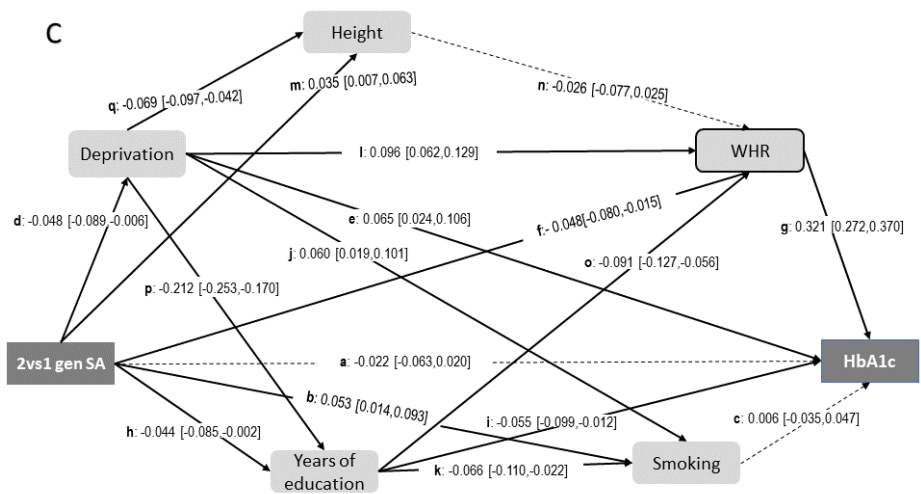 C
Height
m: 0.035 [0.007,0.063]
n: -0.026 [-0.077,0.025]
q: -0.069 [-0.097,-0.042]
Deprivation
l: 0.096 [0.062,0.129]
WHR
d: -0.048 [-0.089,-0.006]
e: 0.065 [0.024,0.106]
f:- 0.048[-0.080,-0.015]
g: 0.321 [0.272,0.370]
j: 0.060 [0.019,0.101]
o: -0.091 [-0.127,-0.056]
p: -0.212 [-0.253,-0.170]
2vs1 gen SA
a: -0.022 [-0.063,0.020]
HbA1c
b: 0.053 [0.014,0.093]
h: -0.044 [-0.085,-0.002]
i: -0.055 [-0.099,-0.012]
c: 0.006 [-0.035,0.047]
Years of
education
k: -0.066 [-0.110,-0.022]
Smoking